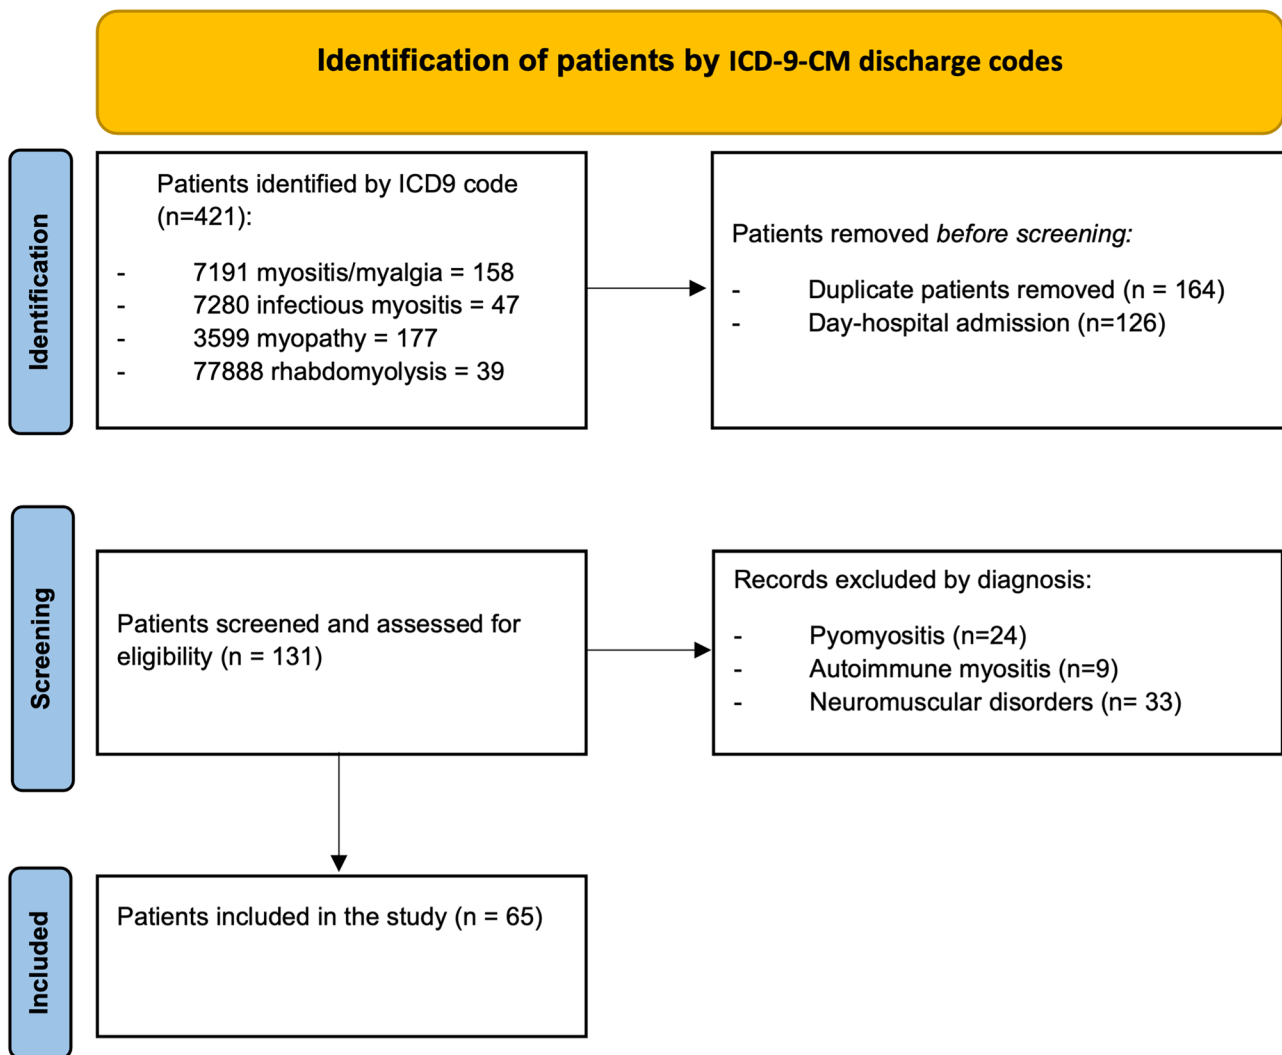 Identification of patients by ICD-9-CM discharge codes
Identification
Patients identified by ICD9 code
(n=421):
- 7191 myositis/myalgia = 158
- 7280 infectious myositis = 47
- 3599 myopathy = 177
- 77888 rhabdomyolysis = 39
Patients removed before screening:
- Duplicate patients removed (n = 164)
- Day-hospital admission (n=126)
Screening
Patients screened and assessed for
eligibility (n = 131)
Records excluded by diagnosis:
- Pyomyositis (n=24)
- Autoimmune myositis (n=9)
- Neuromuscular disorders (n= 33)
Included
Patients included in the study (n = 65)